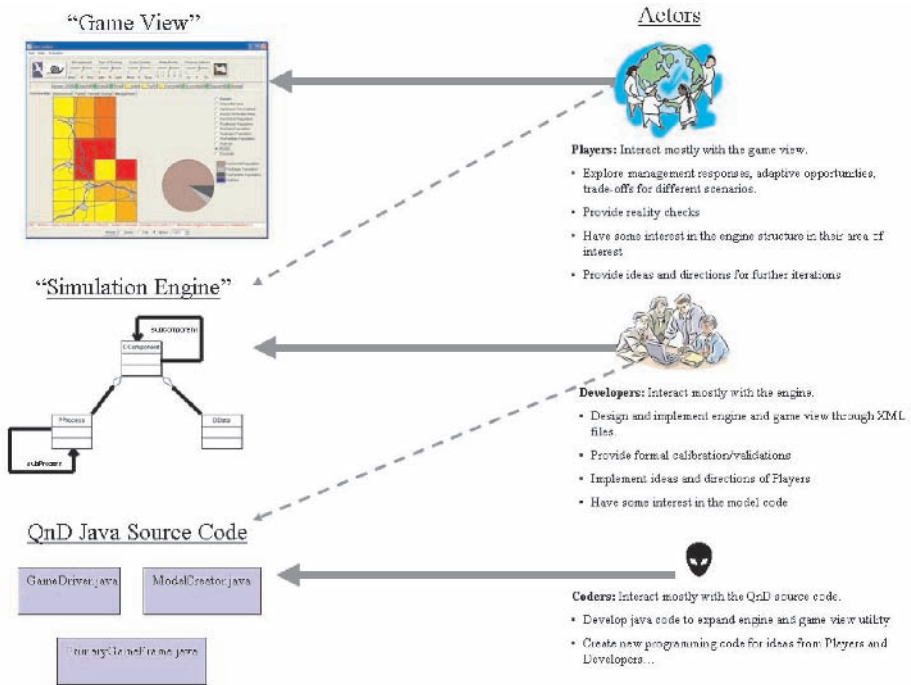 "Game View"
Actors
Players: Interact mostly with the game view.
• Explore management responses, adaptive opportunities,
trade-offs for different scenarios.
• Provide reality checks
• Have some interest in the engine structure in their area of
interest
• Provide ideas and directions for further iterations
"Simulation Engine"
subComponent
CComponent
PProcess
DData
subProcess
Developers: Interact mostly with the engine.
• Design and implement engine and game view through XML
files.
• Provide formal calibration/validations
• Implement ideas and directions of Players
• Have some interest in the model code
QnD Java Source Code
GameDriver.java
ModelCreator.java
PrimaryGameFrame.java
Coders: Interact mostly with the QnD source code.
• Develop java code to expand engine and game view utility
• Create new programming code for ideas from Players and
Developers…